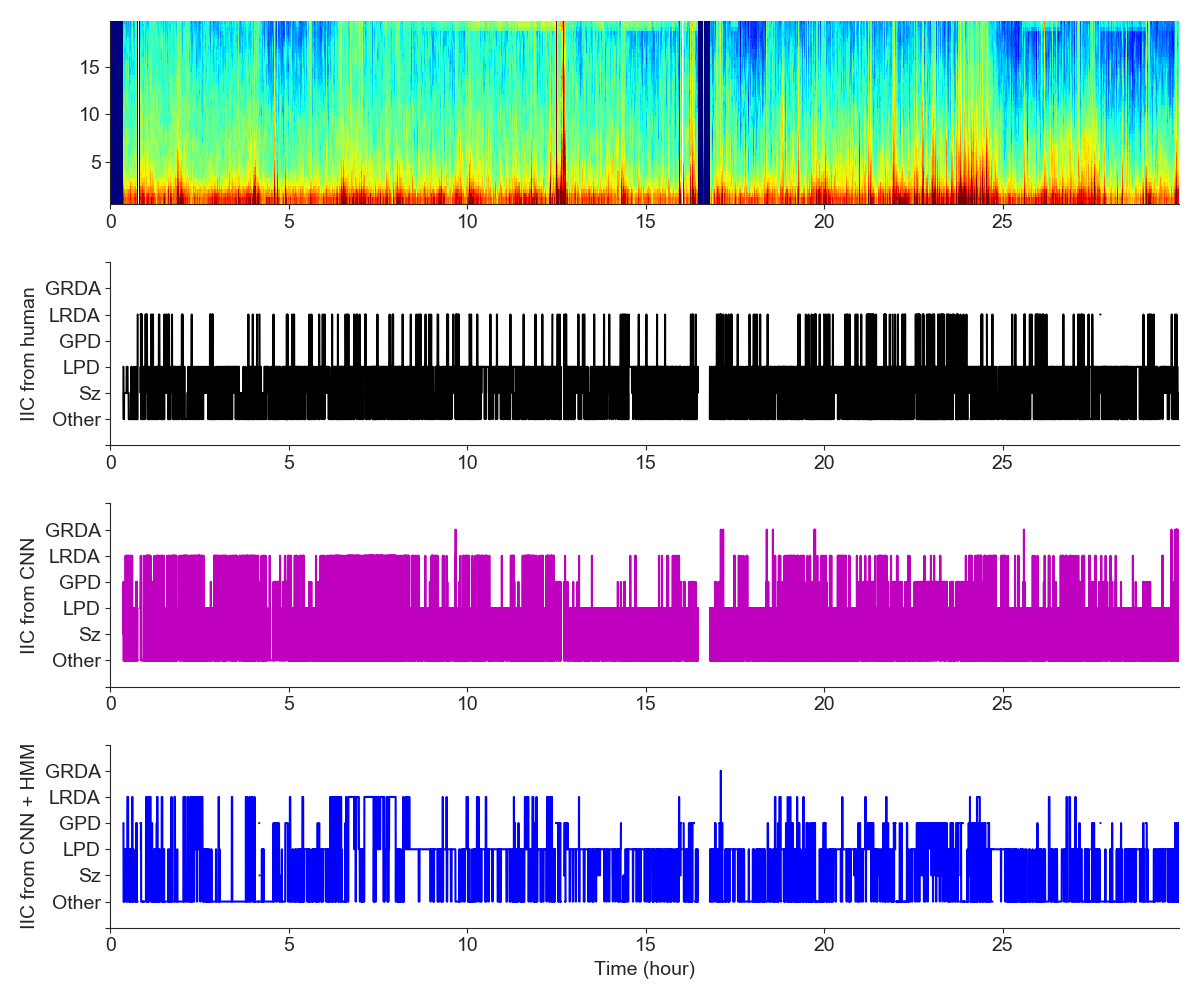 15
10
5
0 5 10 15 20 25
IIC from human
GRDA
LRDA
GPD
LPD
Sz
Other
0 5 10 15 20 25
IIC from CNN
GRDA
LRDA
GPD
LPD
Sz
Other
0 5 10 15 20 25
IIC from CNN + HMM
GRDA
LRDA
GPD
LPD
Sz
Other
0 5 10 15 20 25
Time (hour)